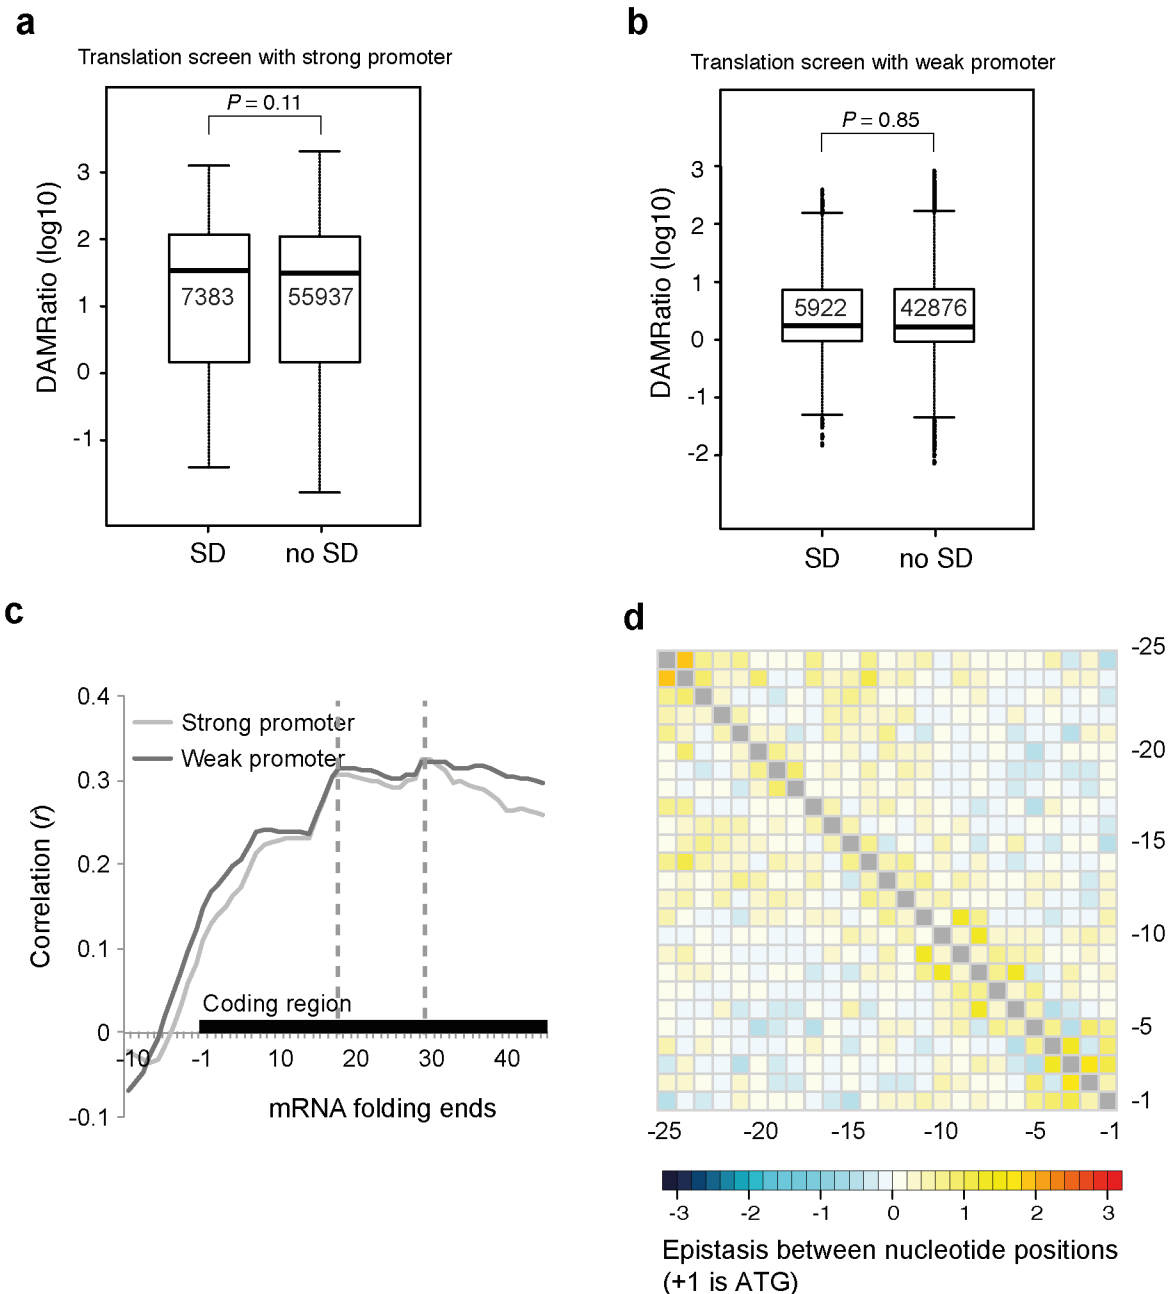 a
Translation screen with strong promoter
P = 0.11
3
2
1
0
-1
DAMRatio (log10)
7383
55937
SD
no SD
b
Translation screen with weak promoter
P = 0.85
3
2
1
0
-1
-2
DAMRatio (log10)
5922
42876
SD
no SD
c
0.4
0.3
0.2
0.1
0
-0.1
Correlation (r)
Strong promoter
Weak promoter
Coding region
-10
-1
10
20
30
40
mRNA folding ends
d
-25
-20
-15
-10
-5
-1
-25
-20
-15
-10
-5
-1
-3
-2
-1
0
1
2
3
Epistasis between nucleotide positions
(+1 is ATG)